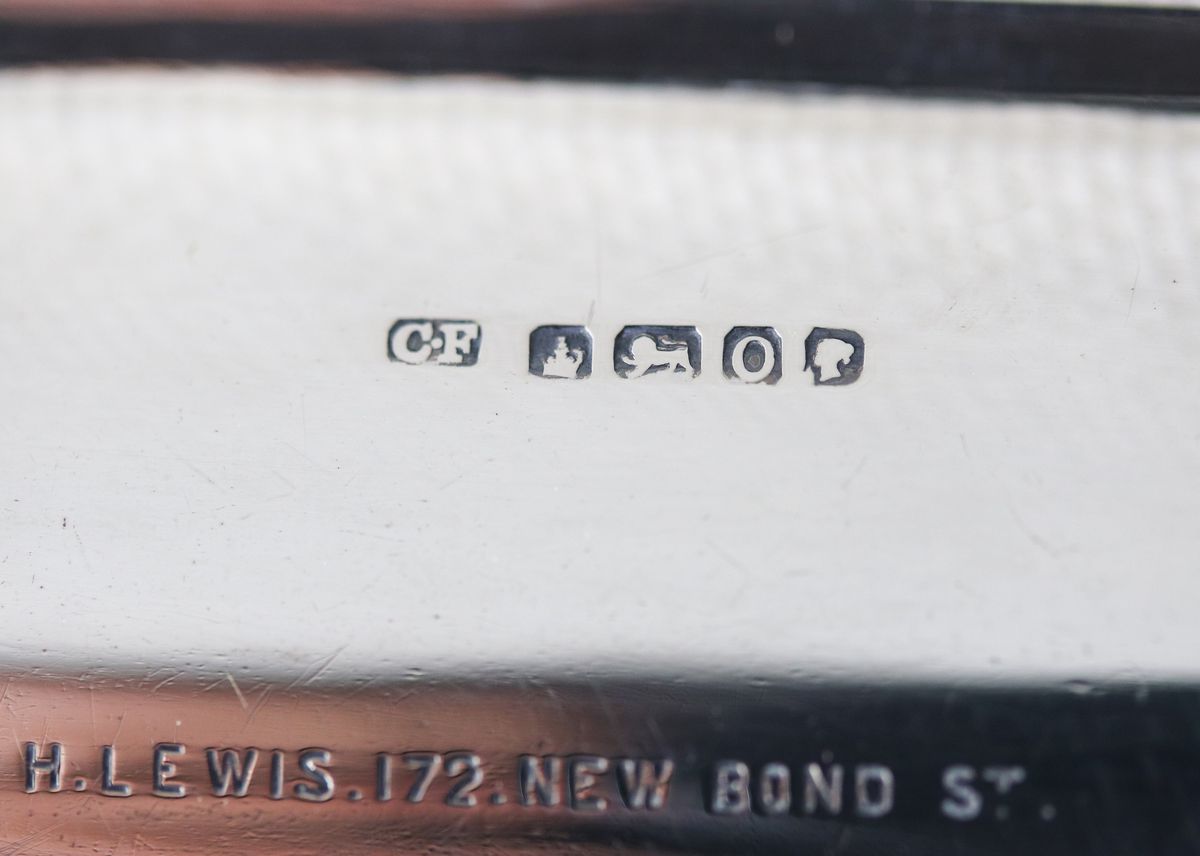 C·F O
H.LEWIS.172.NEW BOND ST.